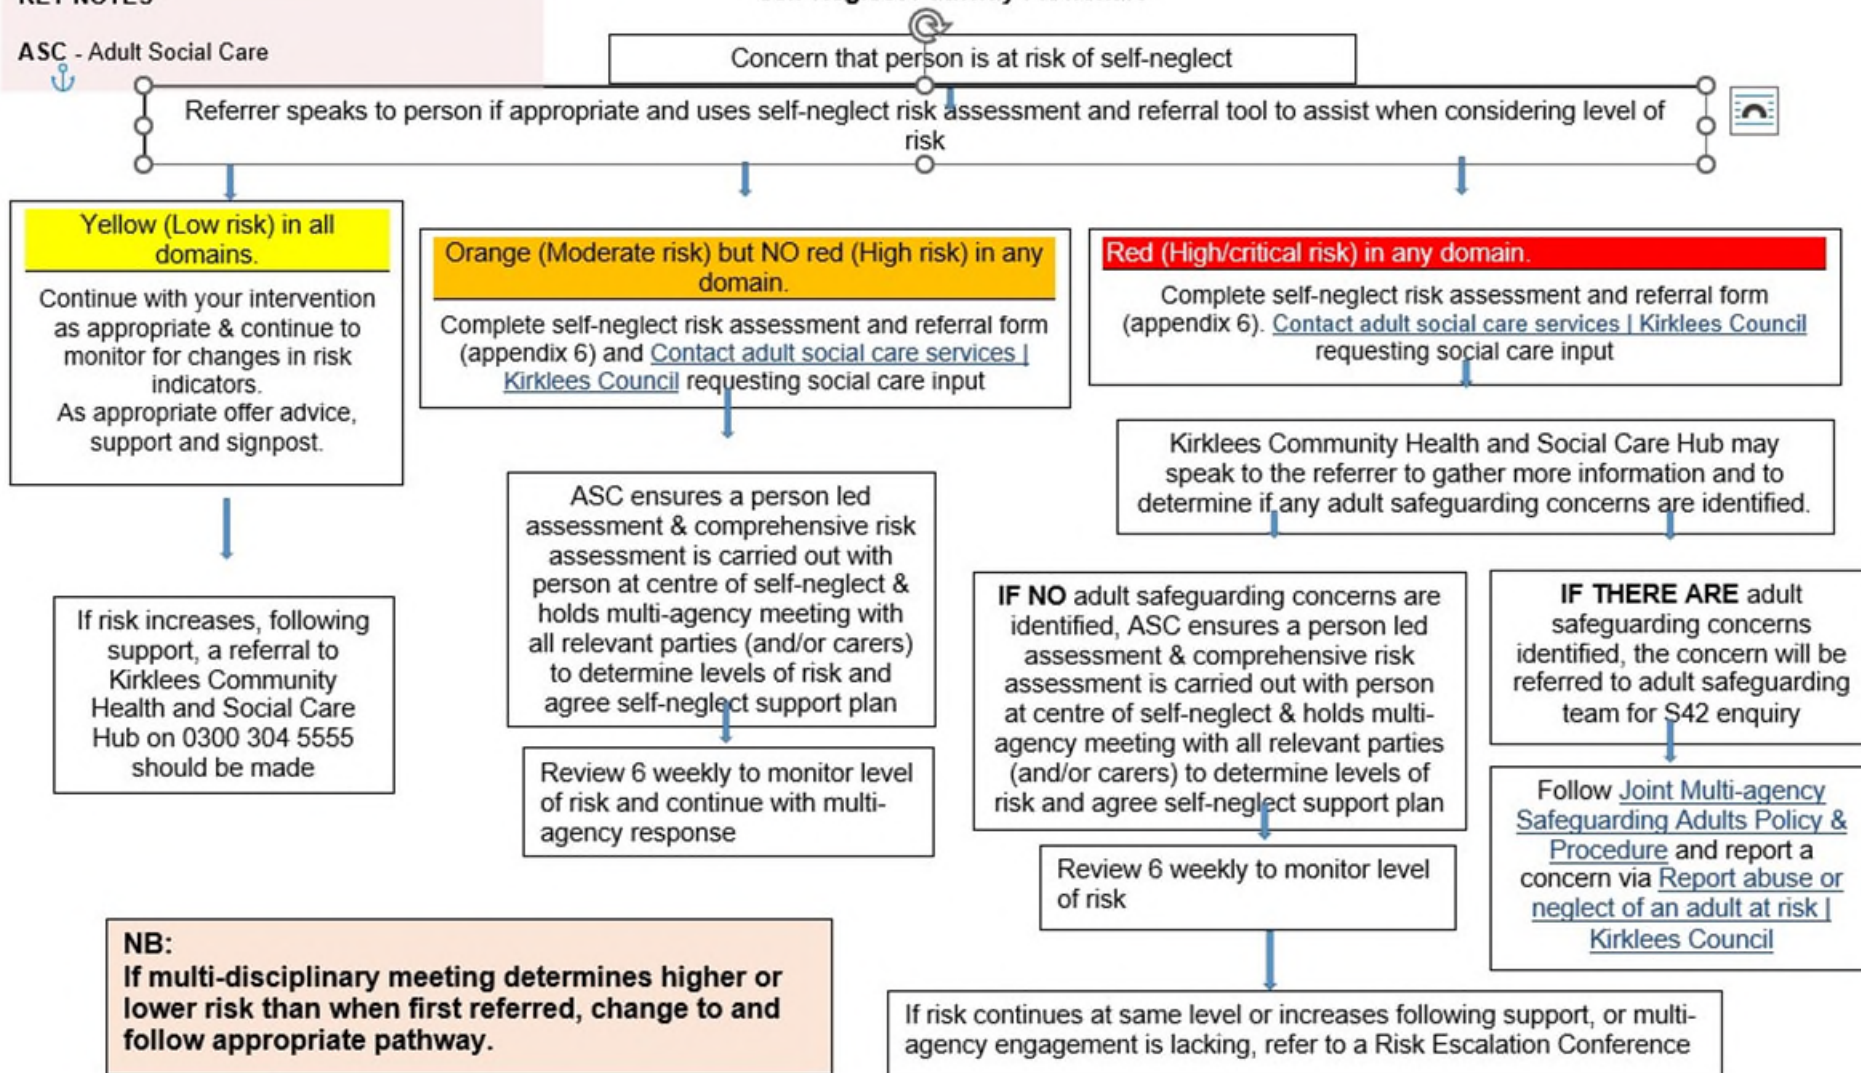 KEY NOTES
ASC - Adult Social Care
Concern that person is at risk of self-neglect
Referrer speaks to person if appropriate and uses self-neglect risk assessment and referral tool to assist when considering level of
risk
Yellow (Low risk) in all
domains.
Continue with your intervention
as appropriate & continue to
monitor for changes in risk
indicators.
As appropriate offer advice,
support and signpost.
If risk increases, following
support, a referral to
Kirklees Community
Health and Social Care
Hub on 0300 304 5555
should be made
Orange (Moderate risk) but NO red (High risk) in any
domain.
Complete self-neglect risk assessment and referral form
(appendix 6) and Contact adult social care services |
Kirklees Council requesting social care input
ASC ensures a person led
assessment & comprehensive risk
assessment is carried out with
person at centre of self-neglect &
holds multi-agency meeting with
all relevant parties (and/or carers)
to determine levels of risk and
agree self-neglect support plan
Review 6 weekly to monitor level
of risk and continue with multi-
agency response
Red (High/critical risk) in any domain.
Complete self-neglect risk assessment and referral form
(appendix 6). Contact adult social care services | Kirklees Council
requesting social care input
Kirklees Community Health and Social Care Hub may
speak to the referrer to gather more information and to
determine if any adult safeguarding concerns are identified.
IF NO adult safeguarding concerns are
identified, ASC ensures a person led
assessment & comprehensive risk
assessment is carried out with person
at centre of self-neglect & holds multi-
agency meeting with all relevant parties
(and/or carers) to determine levels of
risk and agree self-neglect support plan
Review 6 weekly to monitor level
of risk
If risk continues at same level or increases following support, or multi-
agency engagement is lacking, refer to a Risk Escalation Conference
IF THERE ARE adult
safeguarding concerns
identified, the concern will be
referred to adult safeguarding
team for S42 enquiry
Follow Joint Multi-agency
Safeguarding Adults Policy &
Procedure and report a
concern via Report abuse or
neglect of an adult at risk |
Kirklees Council
NB:
If multi-disciplinary meeting determines higher or
lower risk than when first referred, change to and
follow appropriate pathway.